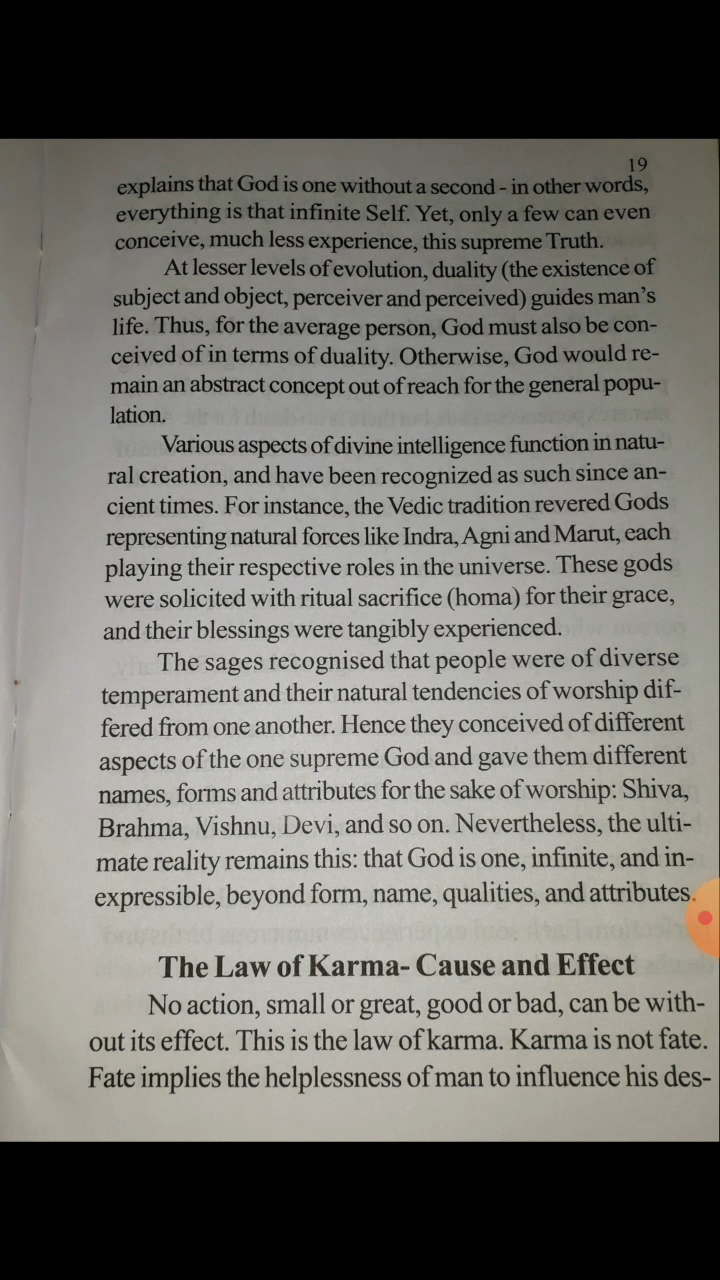 19
explains that God is one without a second - in other words,
everything is that infinite Self. Yet, only a few can even
conceive, much less experience, this supreme Truth.
At lesser levels of evolution, duality (the existence of
subject and object, perceiver and perceived) guides man's
life. Thus, for the average person, God must also be con-
ceived of in terms of duality. Otherwise, God would re-
main an abstract concept out of reach for the general popu-
lation.
Various aspects of divine intelligence function in natu-
ral creation, and have been recognized as such since an-
cient times. For instance, the Vedic tradition revered Gods
representing natural forces like Indra, Agni and Marut, each
playing their respective roles in the universe. These gods
were solicited with ritual sacrifice (homa) for their grace,
and their blessings were tangibly experienced.
The sages recognised that people were of diverse
temperament and their natural tendencies of worship dif-
fered from one another. Hence they conceived of different
aspects of the one supreme God and gave them different
names, forms and attributes for the sake of worship: Shiva,
Brahma, Vishnu, Devi, and so on. Nevertheless, the ulti-
mate reality remains this: that God is one, infinite, and in-
expressible, beyond form, name, qualities, and attributes.
The Law of Karma- Cause and Effect
No action, small or great, good or bad, can be with-
out its effect. This is the law of karma. Karma is not fate.
Fate implies the helplessness of man to influence his des-